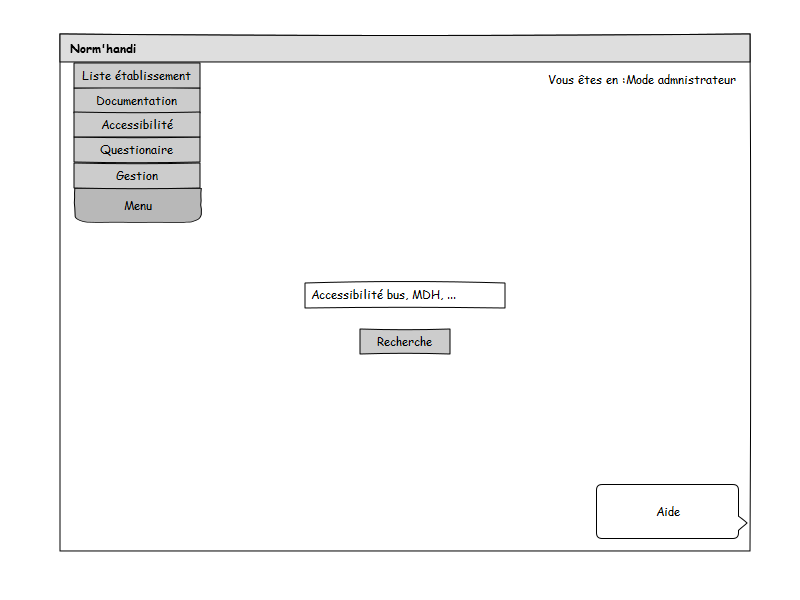 Norm'handi
Liste établissement
Vous êtes en :Mode admnistrateur
Documentation
Accessibilité
Questionaire
Gestion
Menu
Accessibilité bus, MDH, ...
Recherche
Aide